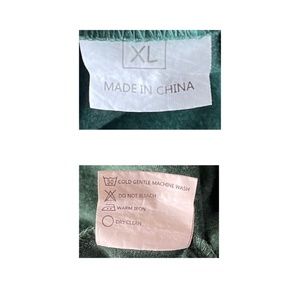 XL
MADE IN CHINA
COLD GENTLE MACHINE WASH
DO NOT BLEACH
WARM IRON
DRY CLEAN